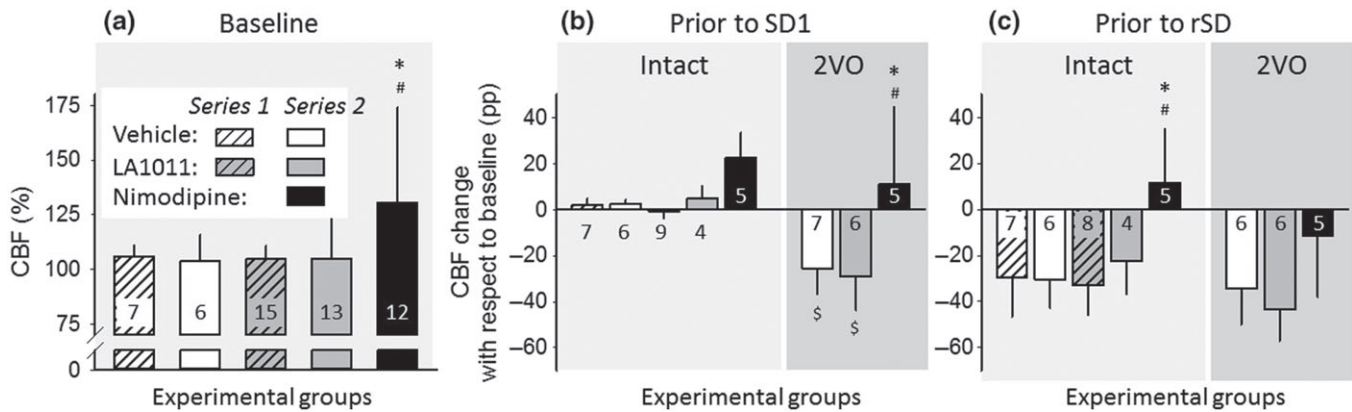 (a) Baseline
CBF (%)
175
150
125
100
75
0
Series 1 Series 2
Vehicle:
LA1011:
Nimodipine:
*
#
7 6 15 13 12
Experimental groups
(b) Prior to SD1
CBF change
with respect to baseline (pp)
Intact 2VO
40
20
0
–20
–40
–60
*
#
5 5
7 6 9 4
7 6
$ $
Experimental groups
(c) Prior to rSD
Intact 2VO
40
20
0
–20
–40
–60
*
#
5
7 6 8 4
6 6 5
Experimental groups